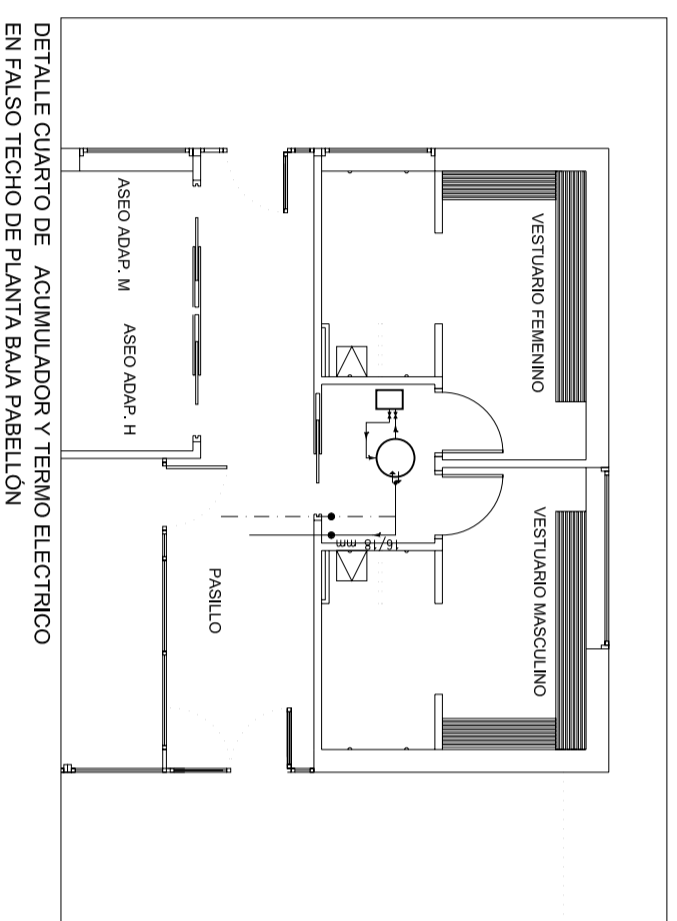 VESTUARIO FEMENINO
VESTUARIO MASCULINO
16/18 mm
PASILLO
ASEO ADAP. M
ASEO ADAP. H
DETALLE CUARTO DE ACUMULADOR Y TERMO ELECTRICO
EN FALSO TECHO DE PLANTA BAJA PABELLÓN